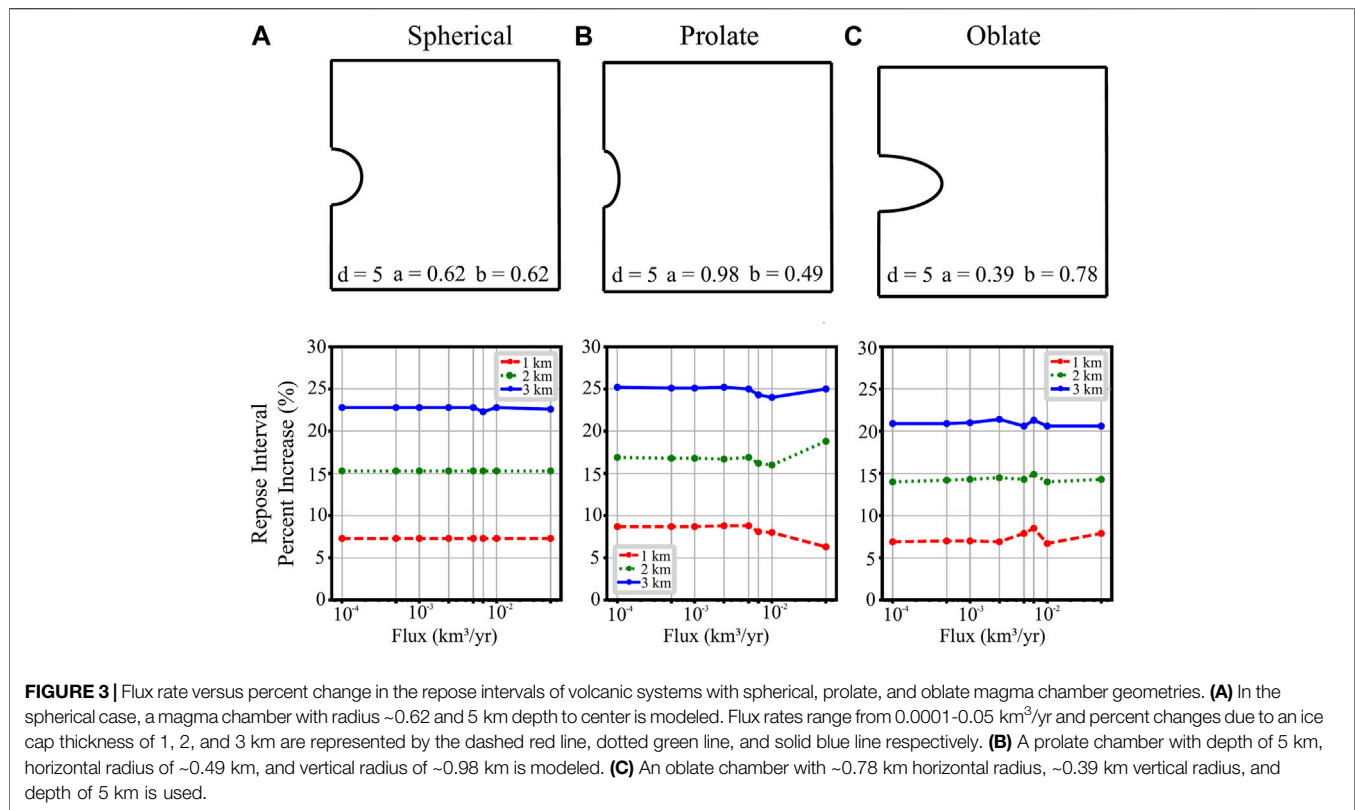 A Spherical
B Prolate
C Oblate
d = 5 a = 0.62 b = 0.62
d = 5 a = 0.98 b = 0.49
d = 5 a = 0.39 b = 0.78
Repose Interval
Percent Increase (%)
30
25
20
15
10
5
0
1 km
2 km
3 km
10⁻⁴ 10⁻³ 10⁻²
Flux (km³/yr)
30
25
20
15
10
5
0
1 km
2 km
3 km
10⁻⁴ 10⁻³ 10⁻²
Flux (km³/yr)
30
25
20
15
10
5
0
1 km
2 km
3 km
10⁻⁴ 10⁻³ 10⁻²
Flux (km³/yr)
FIGURE 3 | Flux rate versus percent change in the repose intervals of volcanic systems with spherical, prolate, and oblate magma chamber geometries. (A) In the
spherical case, a magma chamber with radius ~0.62 and 5 km depth to center is modeled. Flux rates range from 0.0001-0.05 km³/yr and percent changes due to an ice
cap thickness of 1, 2, and 3 km are represented by the dashed red line, dotted green line, and solid blue line respectively. (B) A prolate chamber with depth of 5 km,
horizontal radius of ~0.49 km, and vertical radius of ~0.98 km is modeled. (C) An oblate chamber with ~0.78 km horizontal radius, ~0.39 km vertical radius, and
depth of 5 km is used.